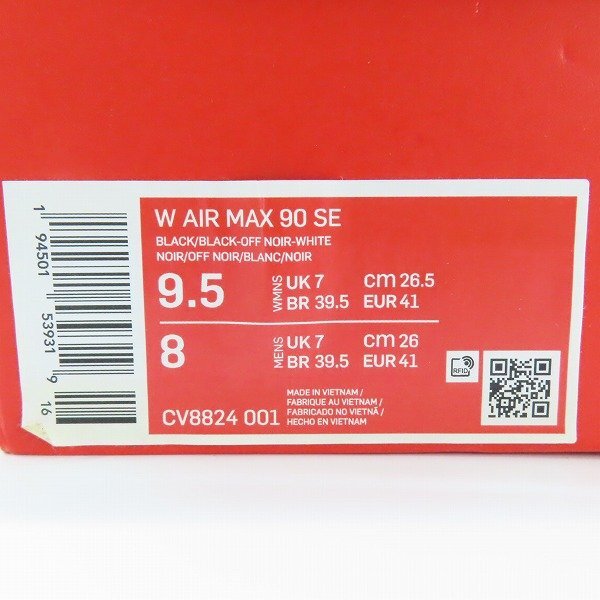 W AIR MAX 90 SE
BLACK/BLACK-OFF NOIR-WHITE
NOIR/OFF NOIR/BLANC/NOIR
9.5 WMNS UK 7 cm 26.5
BR 39.5 EUR 41
8 MENS UK 7 cm 26
BR 39.5 EUR 41
CV8824 001
MADE IN VIETNAM /
FABRIQUE AU VIETNAM /
FABRICADO NO VIETNÃ /
HECHO EN VIETNAM
RFID
1 94501 53931 9 16